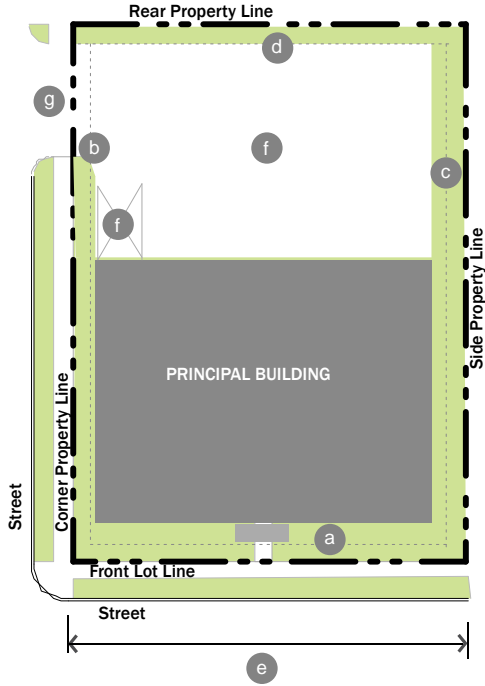 Rear Property Line
d
g
b
f
c
f
Side Property Line
PRINCIPAL BUILDING
Corner Property Line
Street
a
Front Lot Line
Street
e